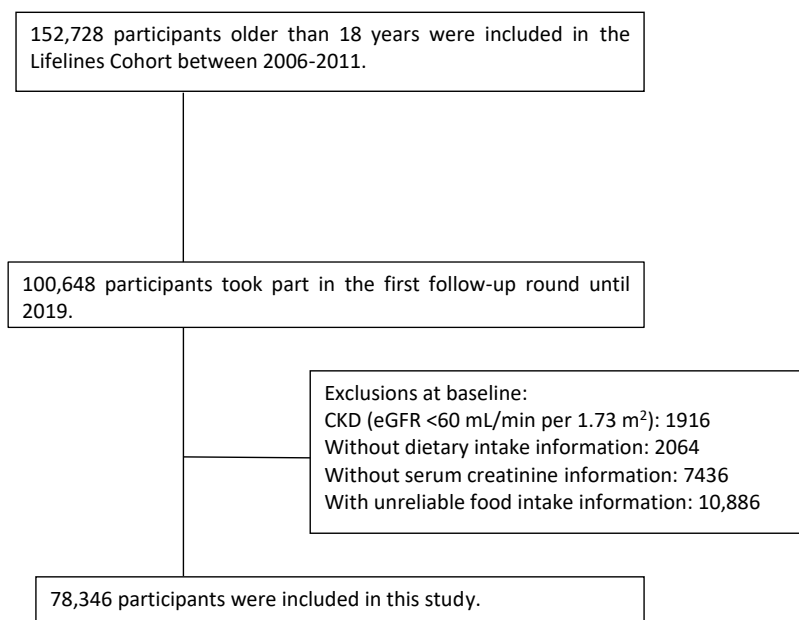 152,728 participants older than 18 years were included in the
Lifelines Cohort between 2006-2011.
100,648 participants took part in the first follow-up round until
2019.
Exclusions at baseline:
CKD (eGFR <60 mL/min per 1.73 m²): 1916
Without dietary intake information: 2064
Without serum creatinine information: 7436
With unreliable food intake information: 10,886
78,346 participants were included in this study.